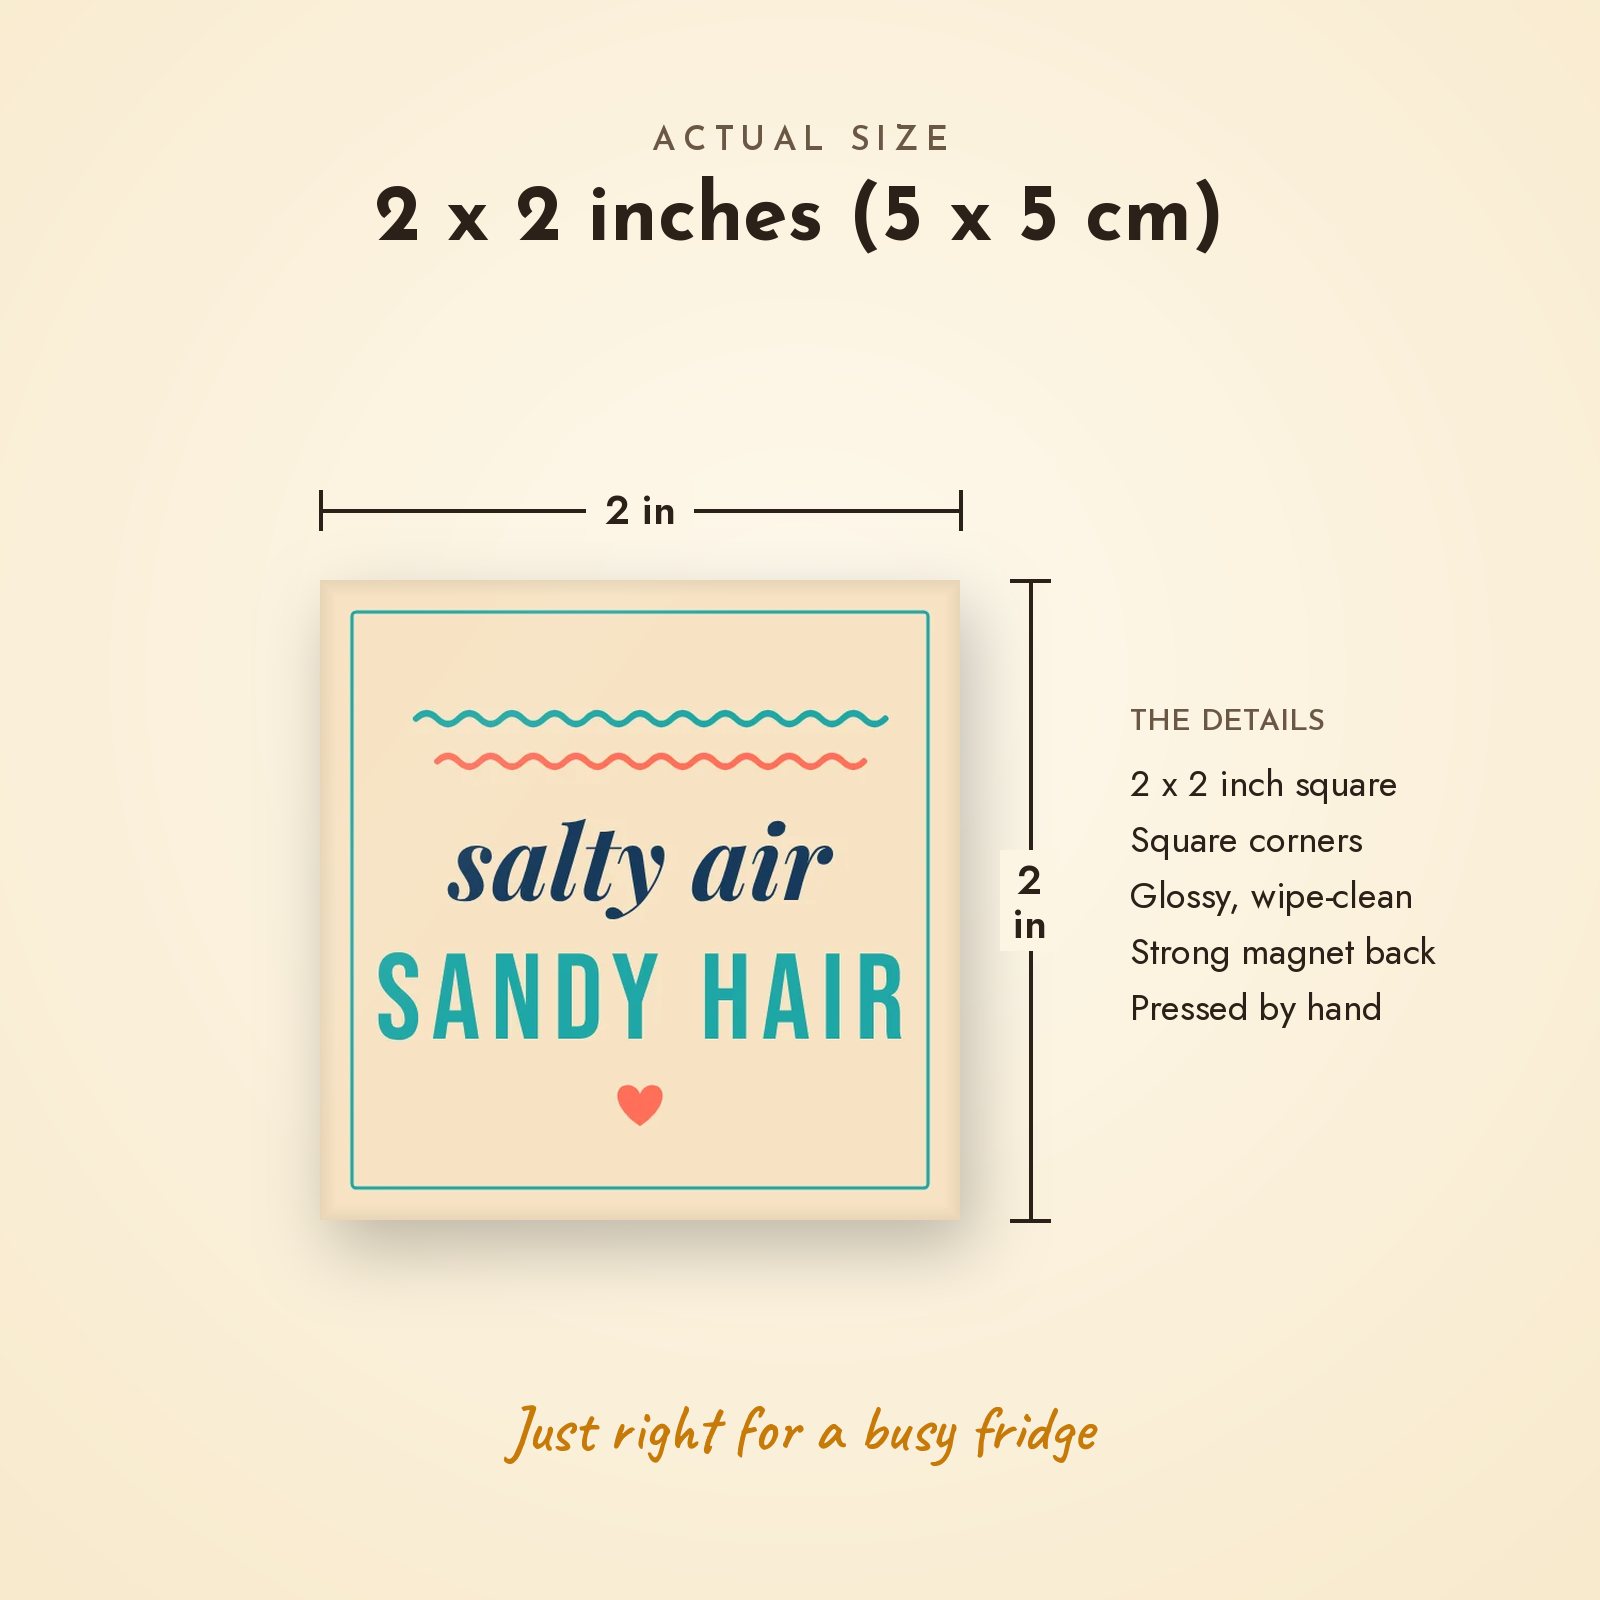 ACTUAL SIZE
2 x 2 inches (5 x 5 cm)
2 in
salty air
SANDY HAIR
2
in
THE DETAILS
2 x 2 inch square
Square corners
Glossy, wipe-clean
Strong magnet back
Pressed by hand
Just right for a busy fridge